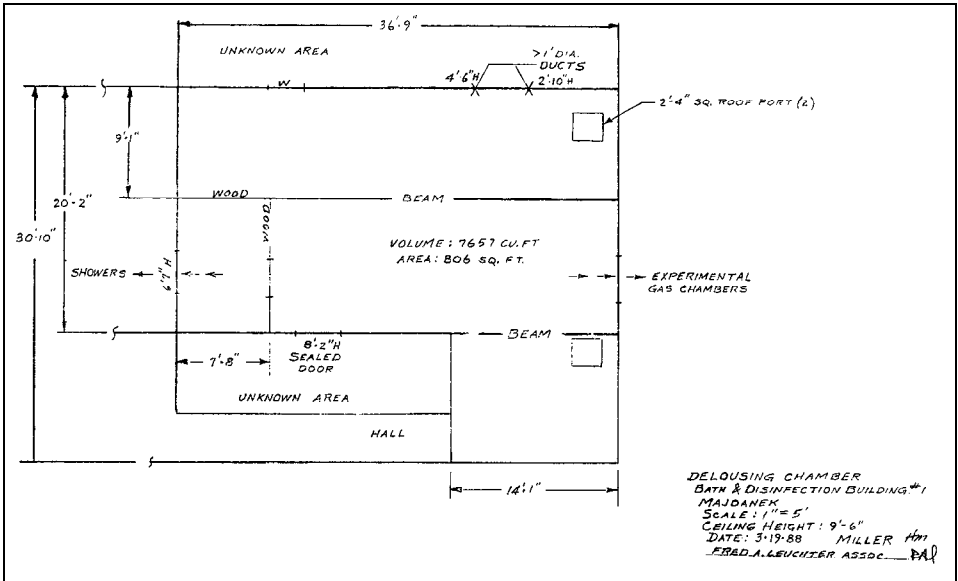 36'-9"
UNKNOWN AREA
>1' DIA.
DUCTS
4'-6"H
2'-10"H
W
2'-4" SQ. ROOF PORT (2)
9'-1"
20'-2"
30'-10"
WOOD
BEAM
DOOR
VOLUME : 7657 CU. FT
AREA : 806 SQ. FT.
SHOWERS
6'-7" H
EXPERIMENTAL
GAS CHAMBERS
BEAM
8'-2"H
SEALED
DOOR
7'-8"
UNKNOWN AREA
HALL
14'-1"
DELOUSING CHAMBER
BATH & DISINFECTION BUILDING #1
MAJDANEK
SCALE : 1" = 5'
CEILING HEIGHT : 9'-6"
DATE : 3-19-88 MILLER HM
FRED A. LEUCHTER ASSOC.